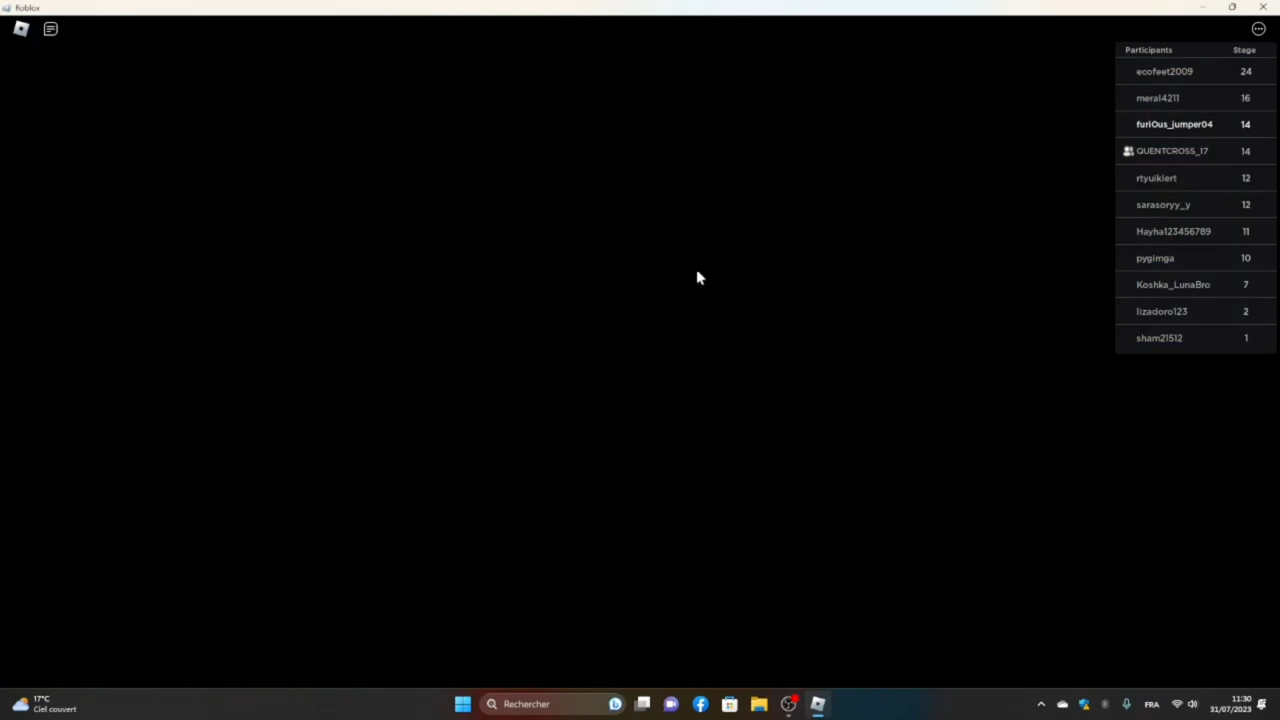 Roblox
Participants Stage
ecofeet2009 24
meral4211 16
furiOus_jumper04 14
QUENTCROSS_17 14
rtyuiklert 12
sarasoryy_y 12
Hayha123456789 11
pygimga 10
Koshka_LunaBro 7
lizadoro123 2
sham21512 1
17°C
Ciel couvert
Rechercher
FRA
11:30
31/07/2023